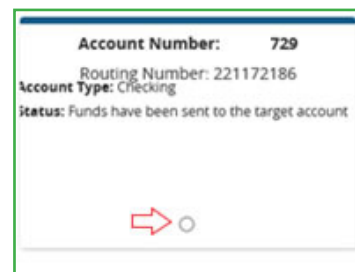 Account Number: 729
Routing Number: 221172186
Account Type: Checking
Status: Funds have been sent to the target account